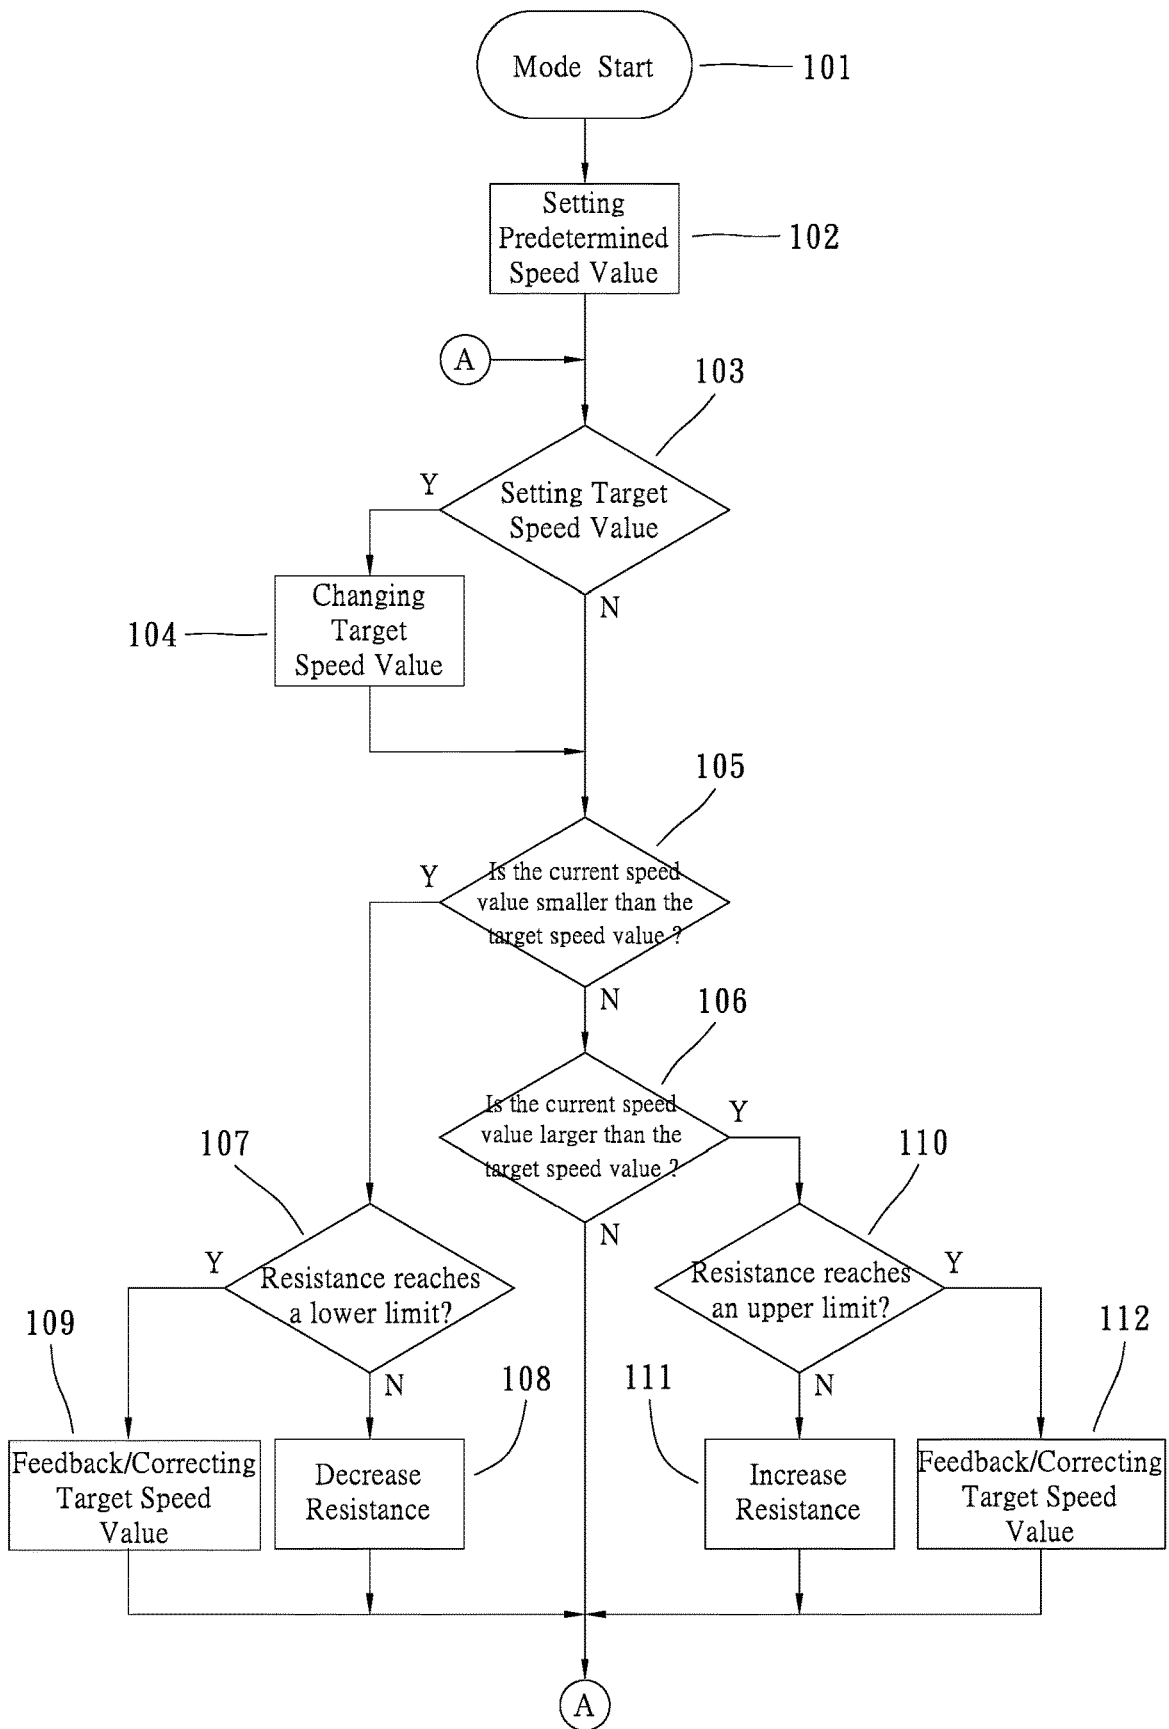 Mode Start
101
Setting
Predetermined
Speed Value
102
A
103
Y
Setting Target
Speed Value
N
Changing
Target
Speed Value
104
105
Y
Is the current speed
value smaller than the
target speed value ?
N
106
Is the current speed
value larger than the
target speed value ?
Y
N
107
Y
Resistance reaches
a lower limit?
N
110
Resistance reaches
an upper limit?
Y
N
109
Feedback/Correcting
Target Speed
Value
108
Decrease
Resistance
111
Increase
Resistance
112
Feedback/Correcting
Target Speed
Value
A